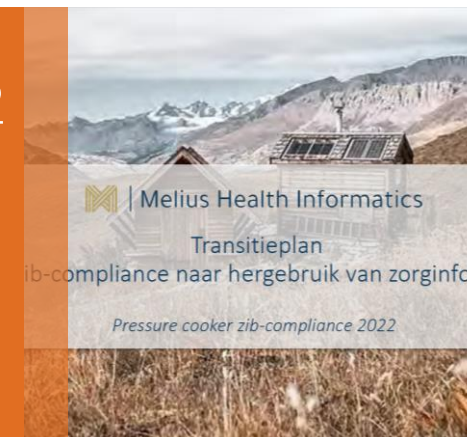 | Melius Health Informatics
Transitieplan
ib-compliance naar hergebruik van zorginfo
Pressure cooker zib-compliance 2022